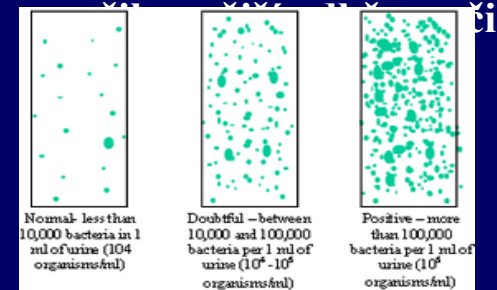 Normal- less than
10,000 bacteria in 1
ml of urine (104
organisms/ml)
Doubtful – between
10,000 and 100,000
bacteria per 1 ml of
urine (10⁴ -10⁵
organisms/ml)
Positive – more
than 100,000
bacteria per 1 ml of
urine (10⁵
organisms/ml)